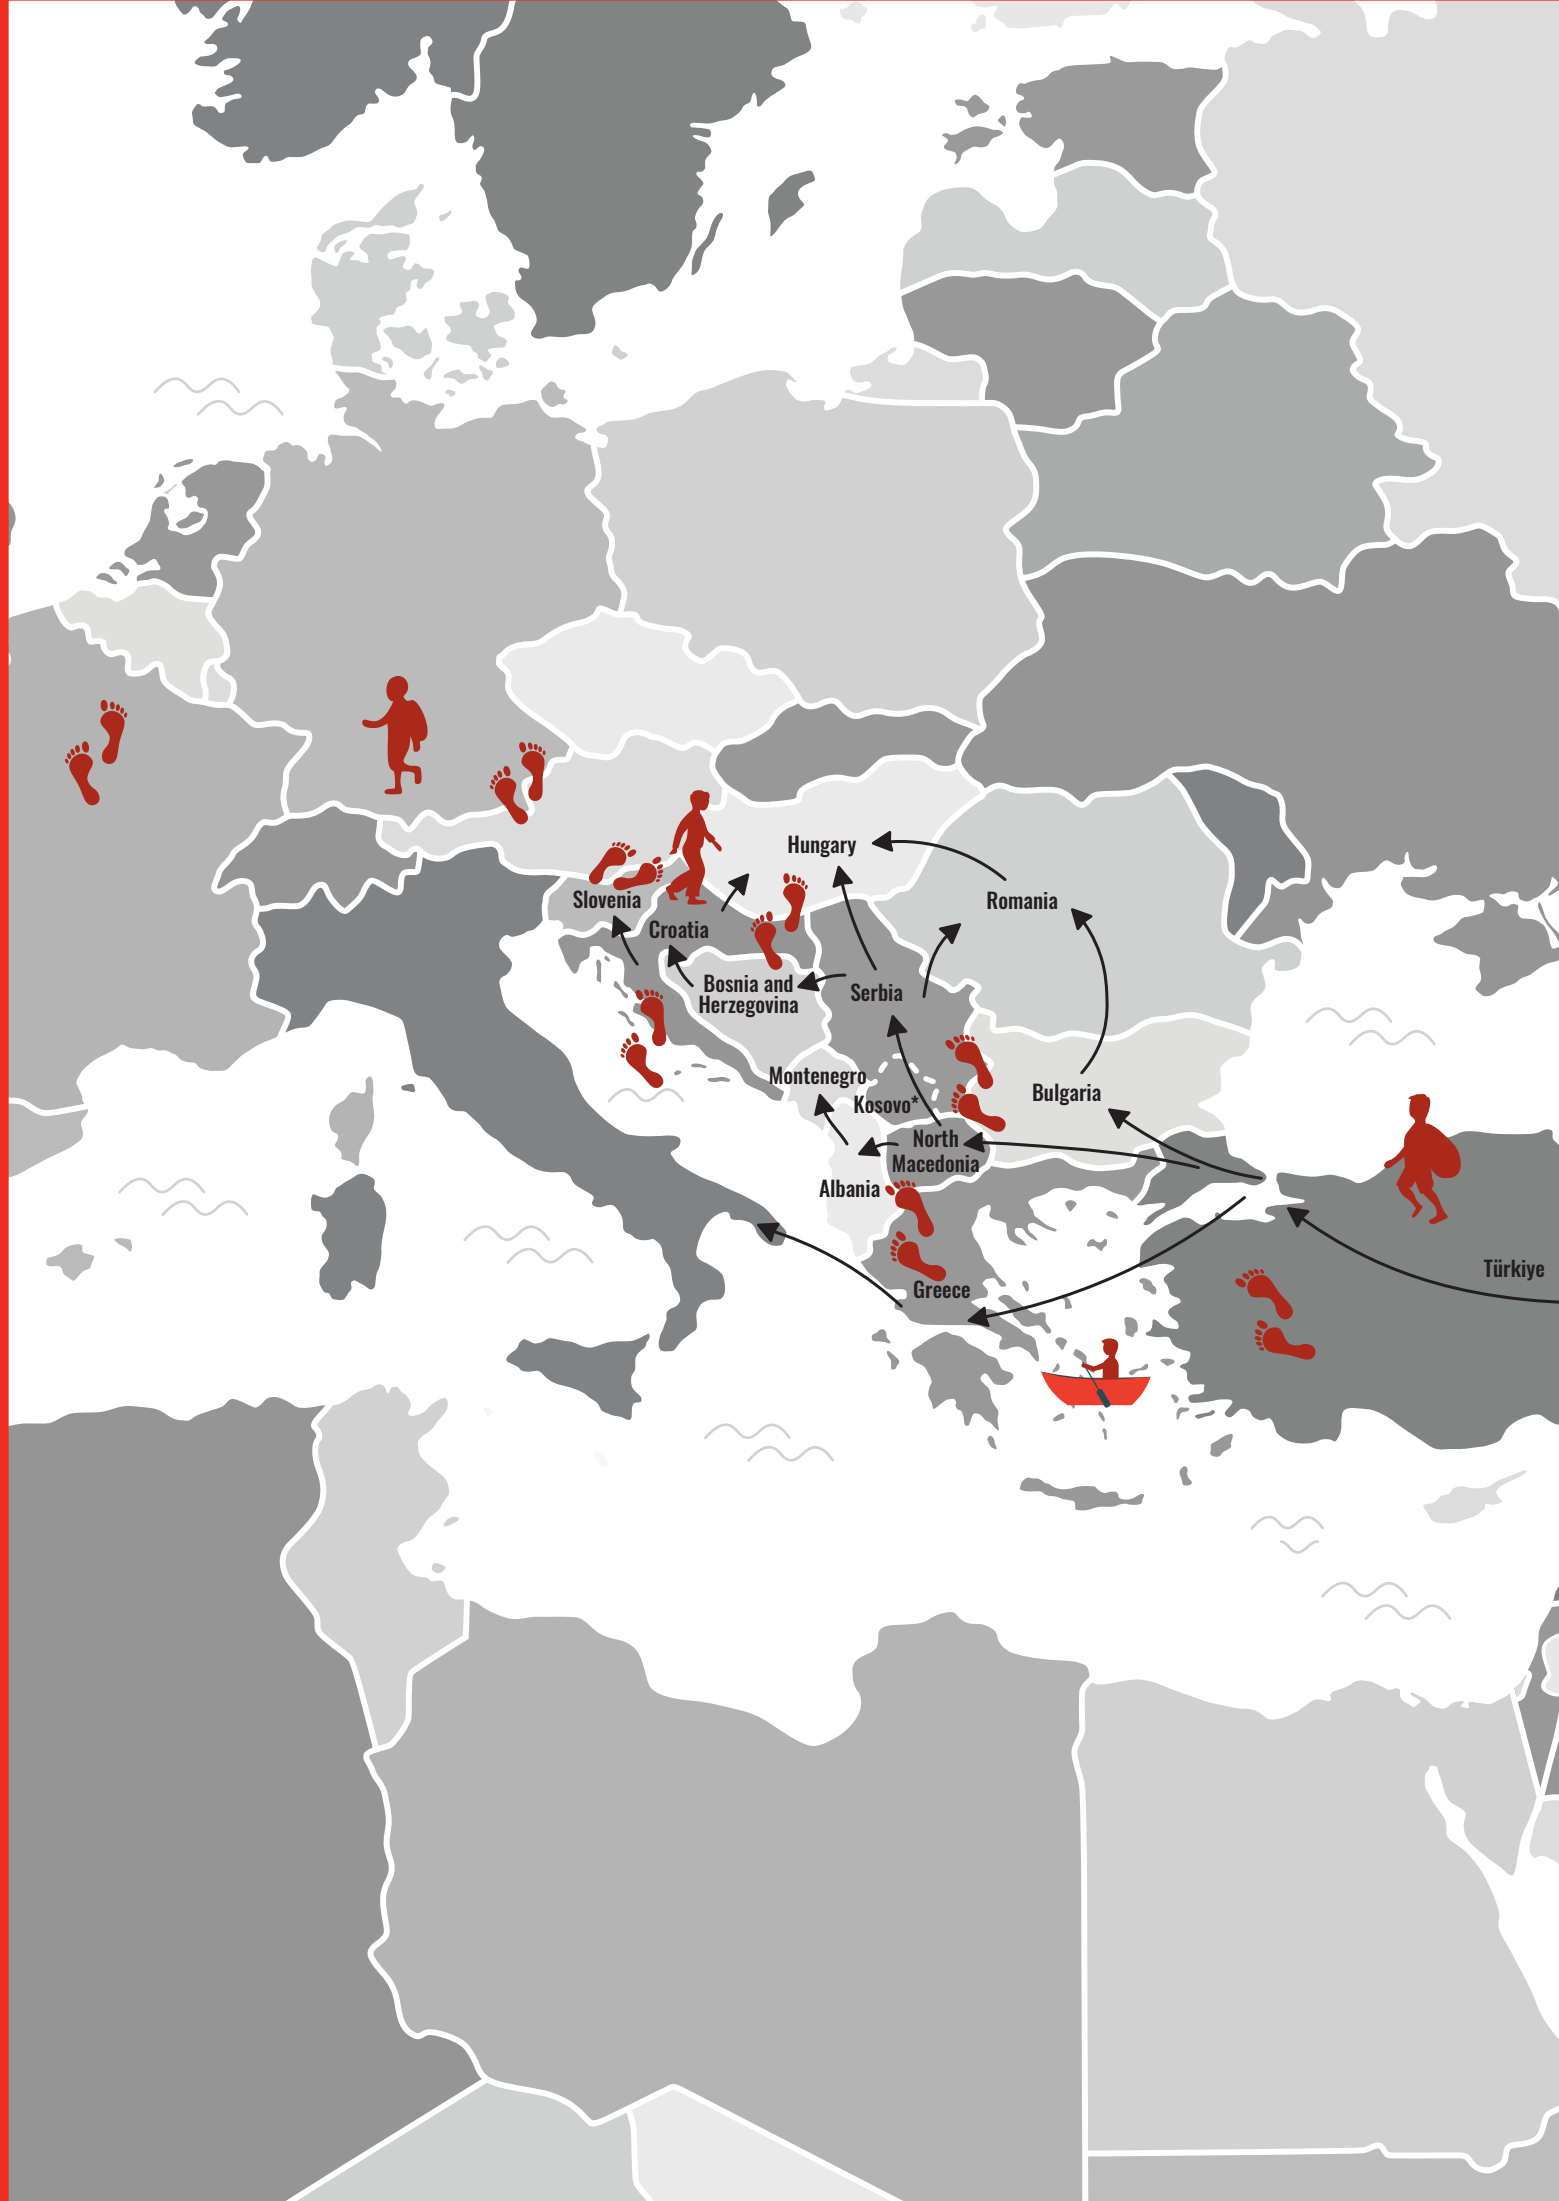 Hungary
Slovenia
Romania
Croatia
Bosnia and
Herzegovina
Serbia
Montenegro
Bulgaria
Kosovo*
North
Macedonia
Albania
Türkiye
Greece